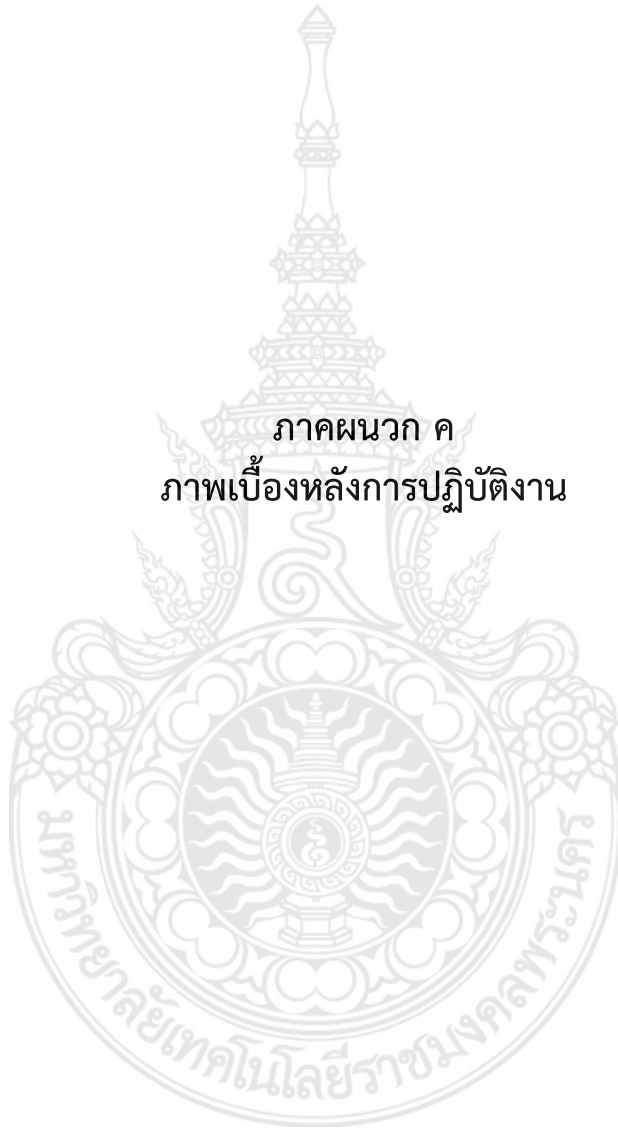 ภาคผนวก ค
ภาพเบื้องหลังการปฏิบัติงาน
มหาวิทยาลัยเทคโนโลยีราชมงคลพระนคร